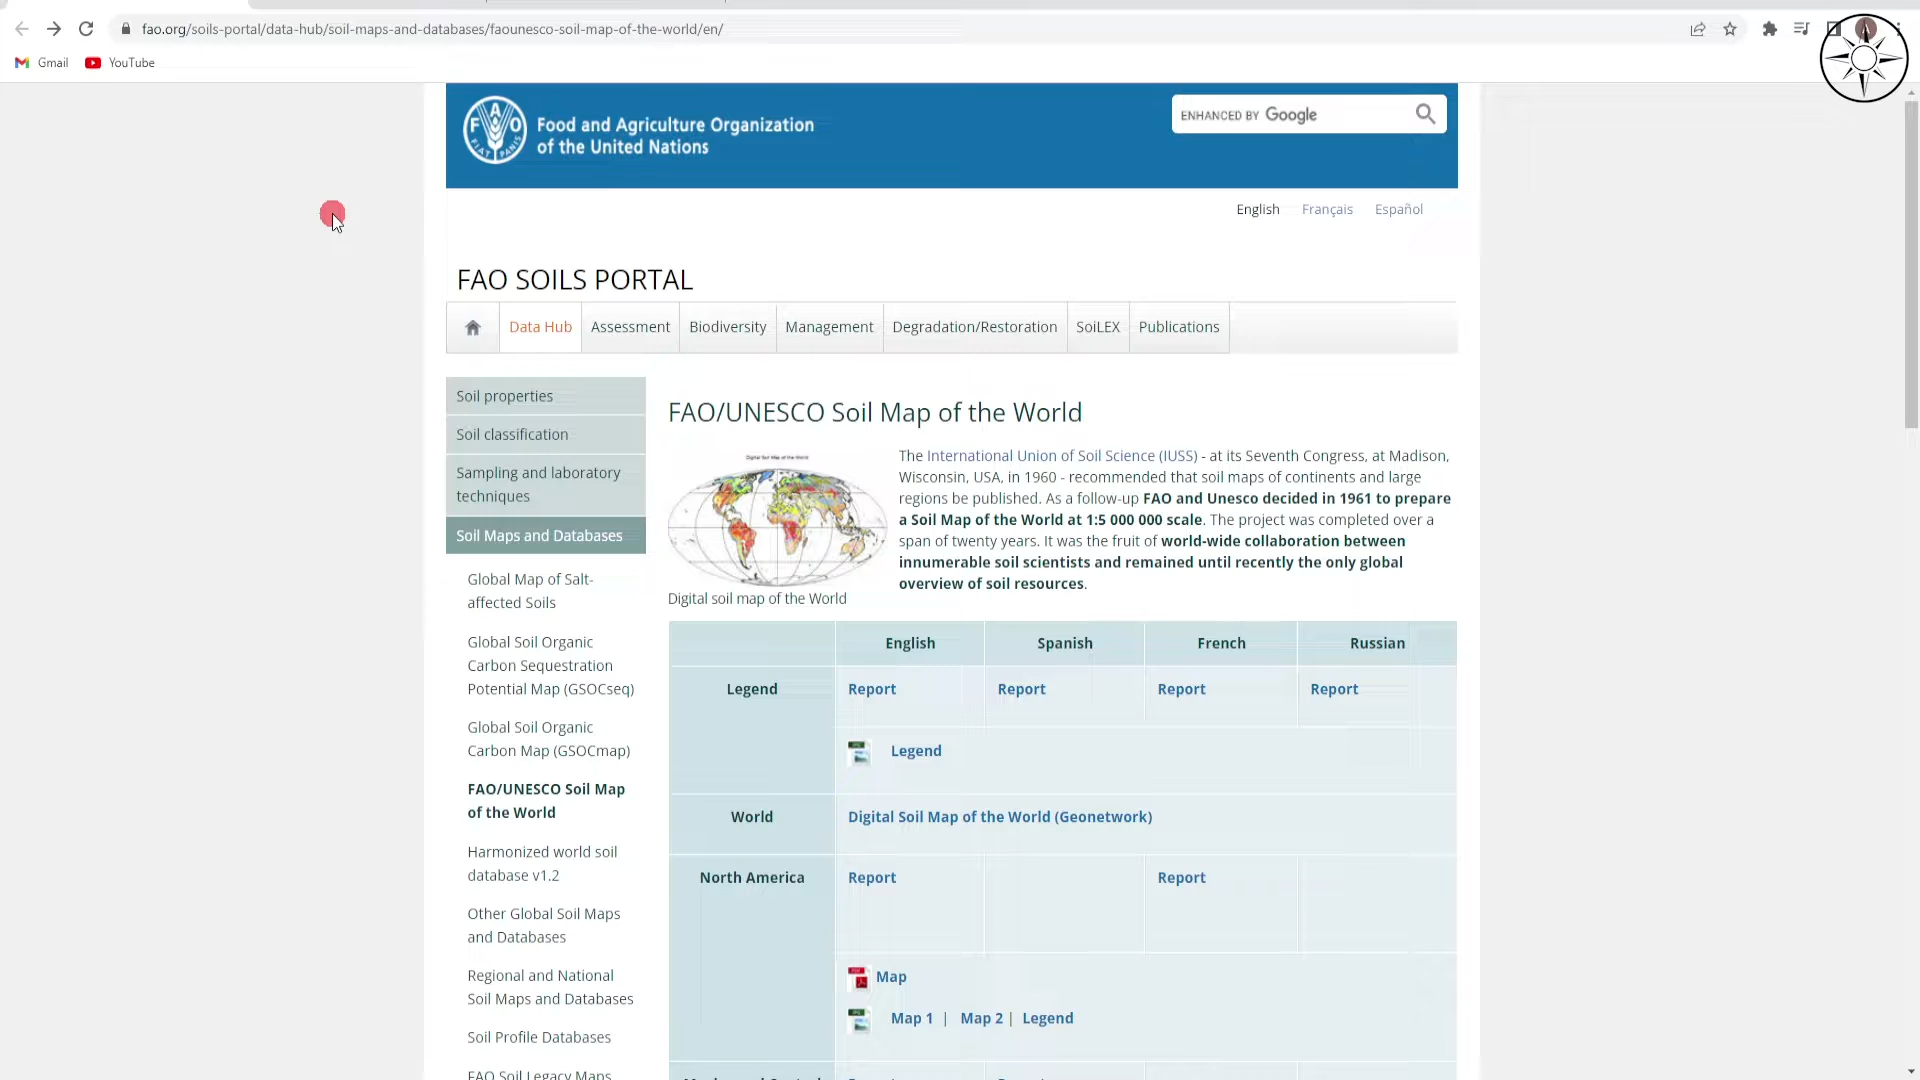 fao.org/soils-portal/data-hub/soil-maps-and-databases/faounesco-soil-map-of-the-world/en/
Gmail
YouTube
FAO
FIAT PANIS
Food and Agriculture Organization
of the United Nations
ENHANCED BY Google
English
Français
Español
FAO SOILS PORTAL
Data Hub
Assessment
Biodiversity
Management
Degradation/Restoration
SoiLEX
Publications
Soil properties
Soil classification
Sampling and laboratory
techniques
Soil Maps and Databases
Global Map of Salt-
affected Soils
Global Soil Organic
Carbon Sequestration
Potential Map (GSOCseq)
Global Soil Organic
Carbon Map (GSOCmap)
FAO/UNESCO Soil Map
of the World
Harmonized world soil
database v1.2
Other Global Soil Maps
and Databases
Regional and National
Soil Maps and Databases
Soil Profile Databases
FAO Soil Legacy Maps
FAO/UNESCO Soil Map of the World
Digital Soil Map of the World
Digital soil map of the World
The International Union of Soil Science (IUSS) - at its Seventh Congress, at Madison,
Wisconsin, USA, in 1960 - recommended that soil maps of continents and large
regions be published. As a follow-up FAO and Unesco decided in 1961 to prepare
a Soil Map of the World at 1:5 000 000 scale. The project was completed over a
span of twenty years. It was the fruit of world-wide collaboration between
innumerable soil scientists and remained until recently the only global
overview of soil resources.
English Spanish French Russian
Legend Report Report Report Report
Legend
World Digital Soil Map of the World (Geonetwork)
North America Report Report
Map
Map 1 | Map 2 | Legend